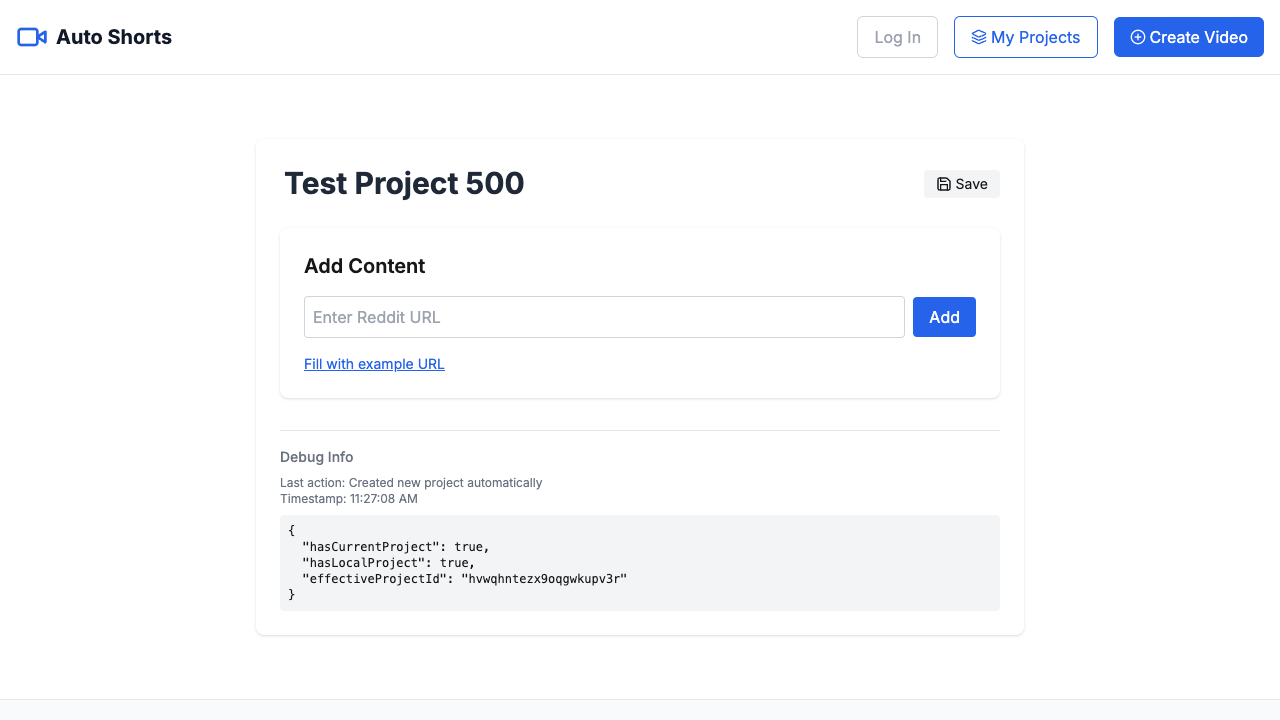 Auto Shorts
Log In
My Projects
Create Video
Test Project 500
Save
Add Content
Enter Reddit URL
Add
Fill with example URL
Debug Info
Last action: Created new project automatically
Timestamp: 11:27:08 AM
{
  "hasCurrentProject": true,
  "hasLocalProject": true,
  "effectiveProjectId": "hvwqhntezx9oqgwkupv3r"
}